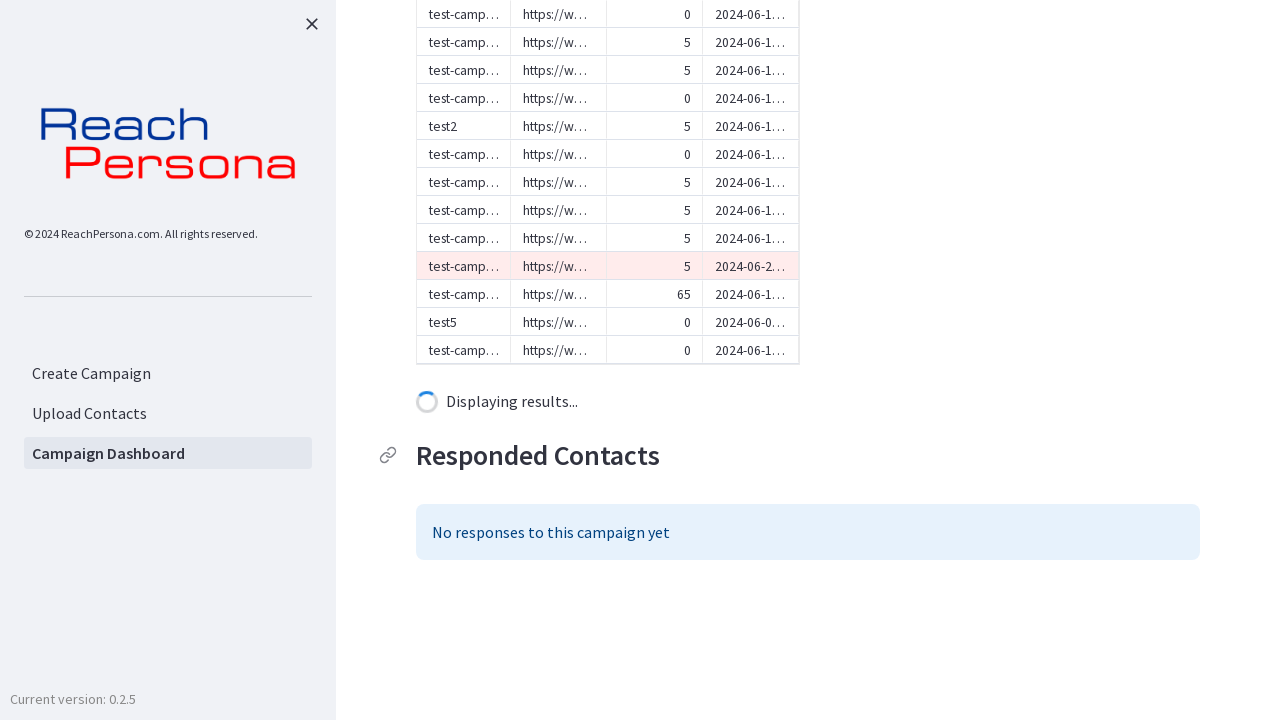 Reach
Persona
© 2024 ReachPersona.com. All rights reserved.
Create Campaign
Upload Contacts
Campaign Dashboard
Current version: 0.2.5
test-camp… https://w… 0 2024-06-1…
test-camp… https://w… 5 2024-06-1…
test-camp… https://w… 5 2024-06-1…
test-camp… https://w… 0 2024-06-1…
test2 https://w… 5 2024-06-1…
test-camp… https://w… 0 2024-06-1…
test-camp… https://w… 5 2024-06-1…
test-camp… https://w… 5 2024-06-1…
test-camp… https://w… 5 2024-06-1…
test-camp… https://w… 5 2024-06-2…
test-camp… https://w… 65 2024-06-1…
test5 https://w… 0 2024-06-0…
test-camp… https://w… 0 2024-06-1…
Displaying results...
Responded Contacts
No responses to this campaign yet